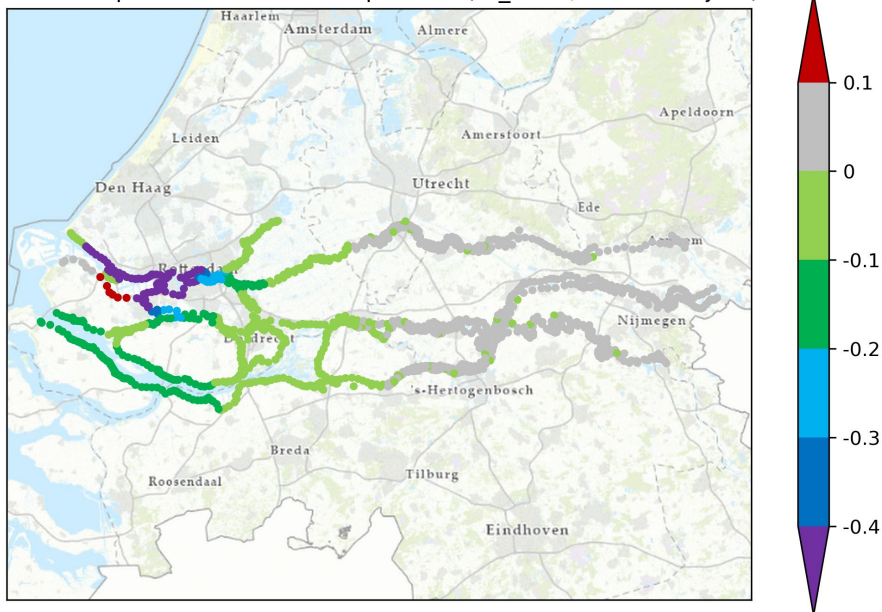 Haarlem
Amsterdam
Almere
0.1
Apeldoorn
Leiden
Amersfoort
0
Den Haag
Utrecht
Ede
-0.1
Nijmegen
-0.2
's-Hertogenbosch
-0.3
Breda
Tilburg
Roosendaal
-0.4
Eindhoven